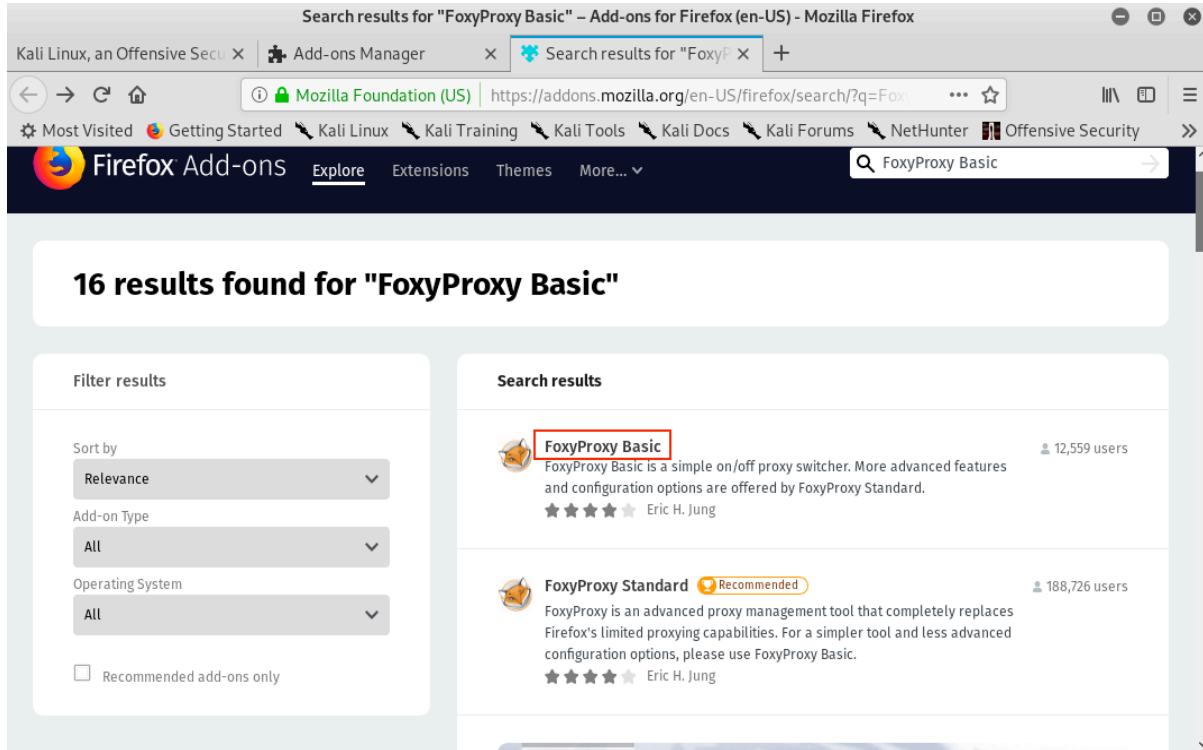 Search results for "FoxyProxy Basic" – Add-ons for Firefox (en-US) - Mozilla Firefox
Kali Linux, an Offensive Secu
Add-ons Manager
Search results for "FoxyP
Mozilla Foundation (US)
https://addons.mozilla.org/en-US/firefox/search/?q=Fox
Most Visited Getting Started Kali Linux Kali Training Kali Tools Kali Docs Kali Forums NetHunter Offensive Security
Firefox Add-ons Explore Extensions Themes More... FoxyProxy Basic
16 results found for "FoxyProxy Basic"
Filter results
Sort by
Relevance
Add-on Type
All
Operating System
All
Recommended add-ons only
Search results
FoxyProxy Basic 12,559 users
FoxyProxy Basic is a simple on/off proxy switcher. More advanced features
and configuration options are offered by FoxyProxy Standard.
Eric H. Jung
FoxyProxy Standard Recommended 188,726 users
FoxyProxy is an advanced proxy management tool that completely replaces
Firefox's limited proxying capabilities. For a simpler tool and less advanced
configuration options, please use FoxyProxy Basic.
Eric H. Jung